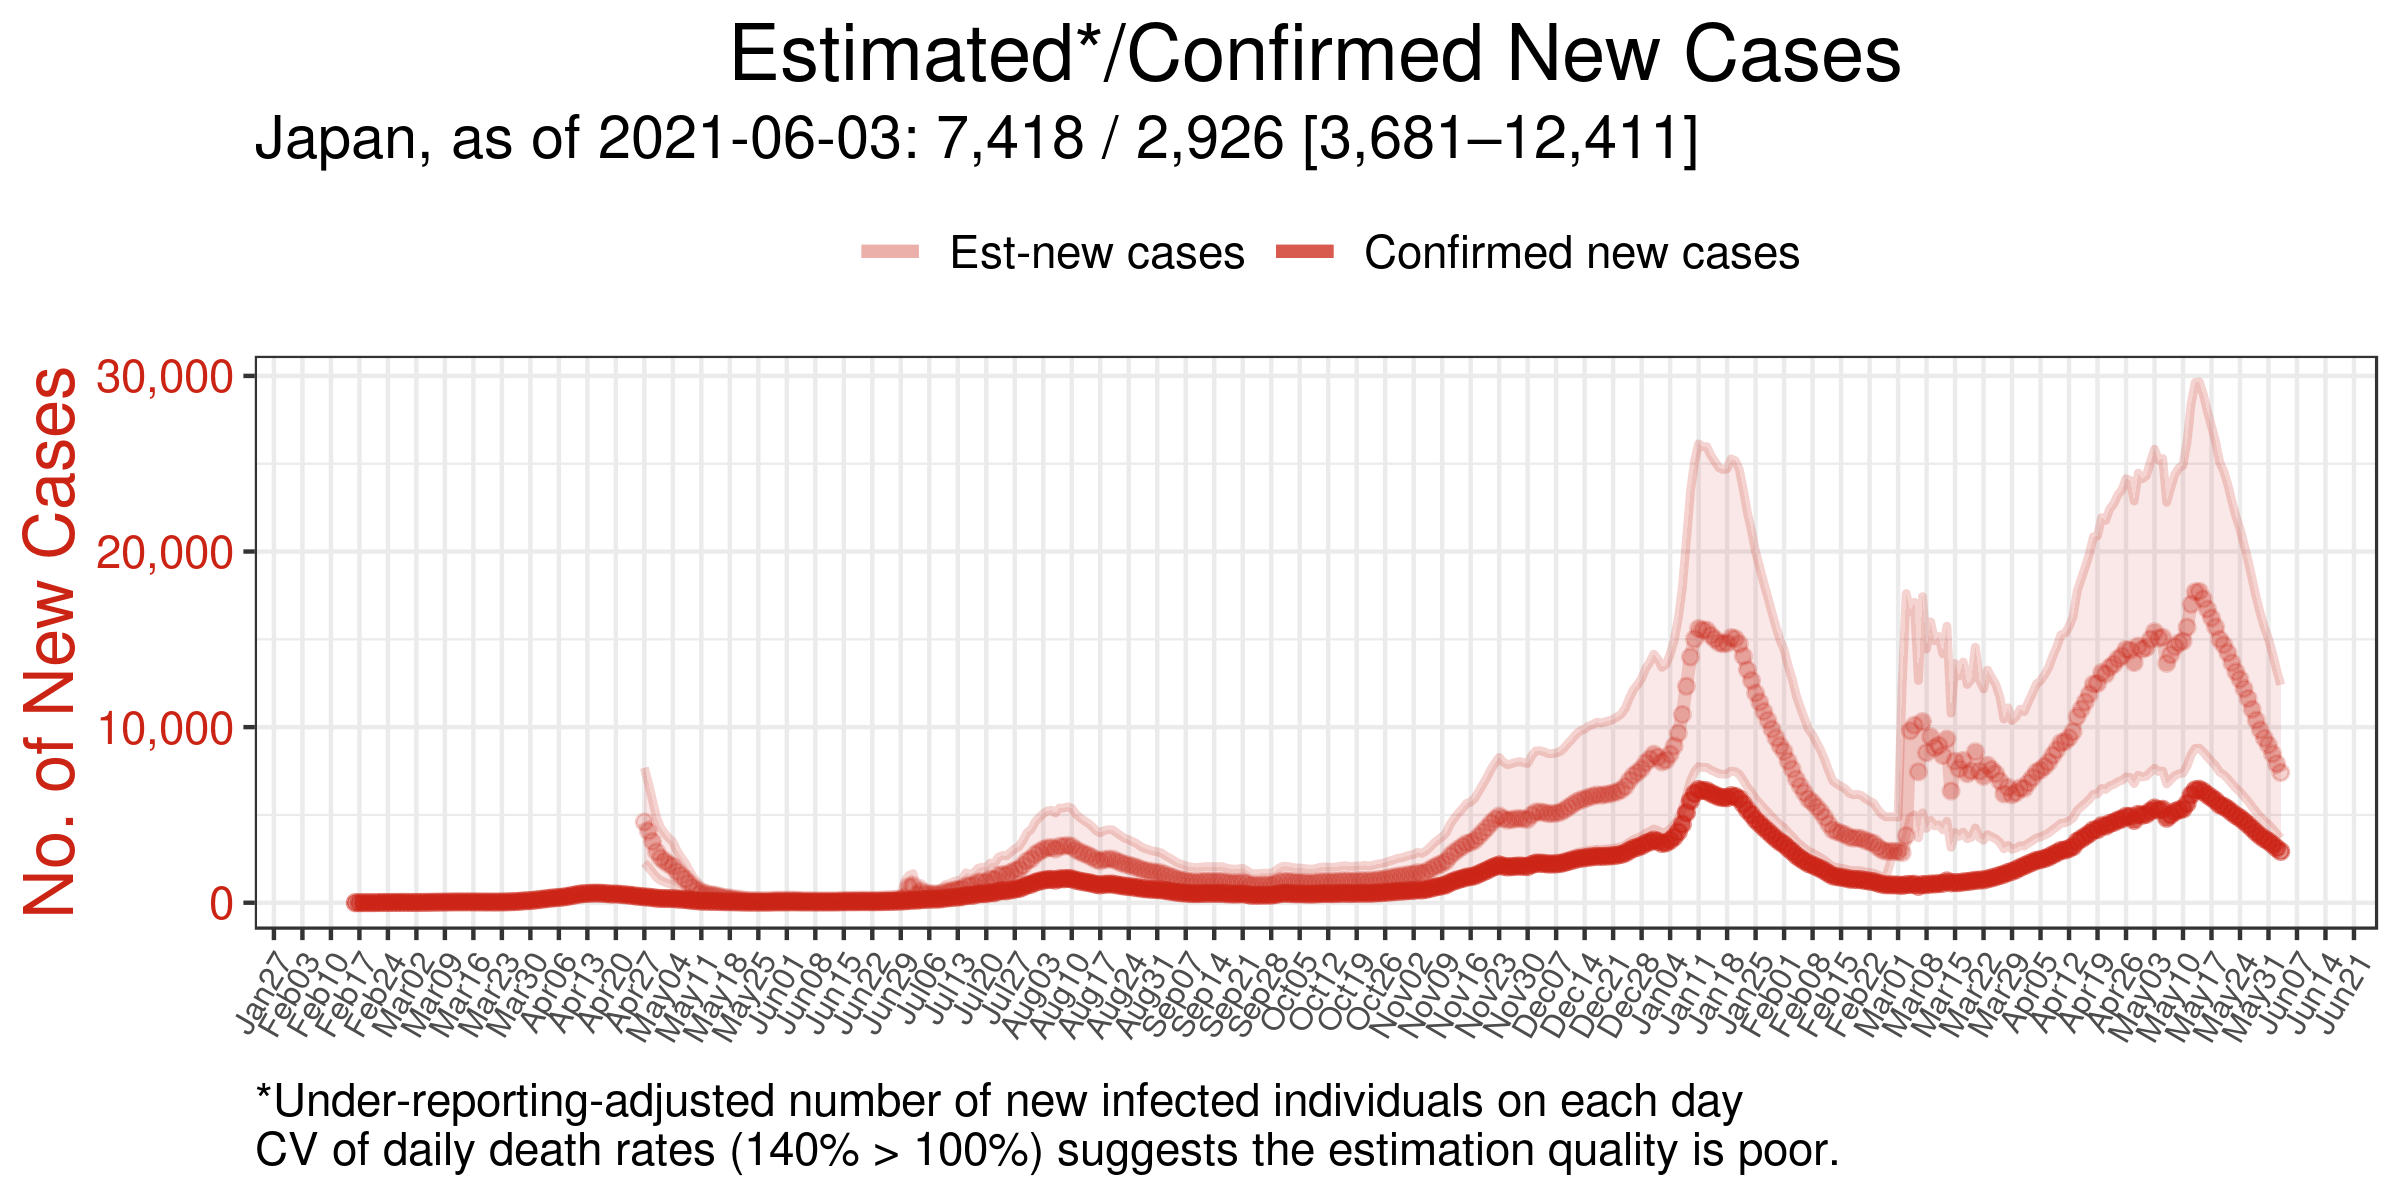 Estimated*/Confirmed New Cases
Japan, as of 2021-06-03: 7,418 / 2,926 [3,681–12,411]
Est-new cases
Confirmed new cases
No. of New Cases
30,000
20,000
10,000
0
Jan27
Feb03
Feb10
Feb17
Feb24
Mar02
Mar09
Mar16
Mar23
Mar30
Apr06
Apr13
Apr20
Apr27
May04
May11
May18
May25
Jun01
Jun08
Jun15
Jun22
Jun29
Jul06
Jul13
Jul20
Jul27
Aug03
Aug10
Aug17
Aug24
Aug31
Sep07
Sep14
Sep21
Sep28
Oct05
Oct12
Oct19
Oct26
Nov02
Nov09
Nov16
Nov23
Nov30
Dec07
Dec14
Dec21
Dec28
Jan04
Jan11
Jan18
Jan25
Feb01
Feb08
Feb15
Feb22
Mar01
Mar08
Mar15
Mar22
Mar29
Apr05
Apr12
Apr19
Apr26
May03
May10
May17
May24
May31
Jun07
Jun14
Jun21
*Under-reporting-adjusted number of new infected individuals on each day
CV of daily death rates (140% > 100%) suggests the estimation quality is poor.